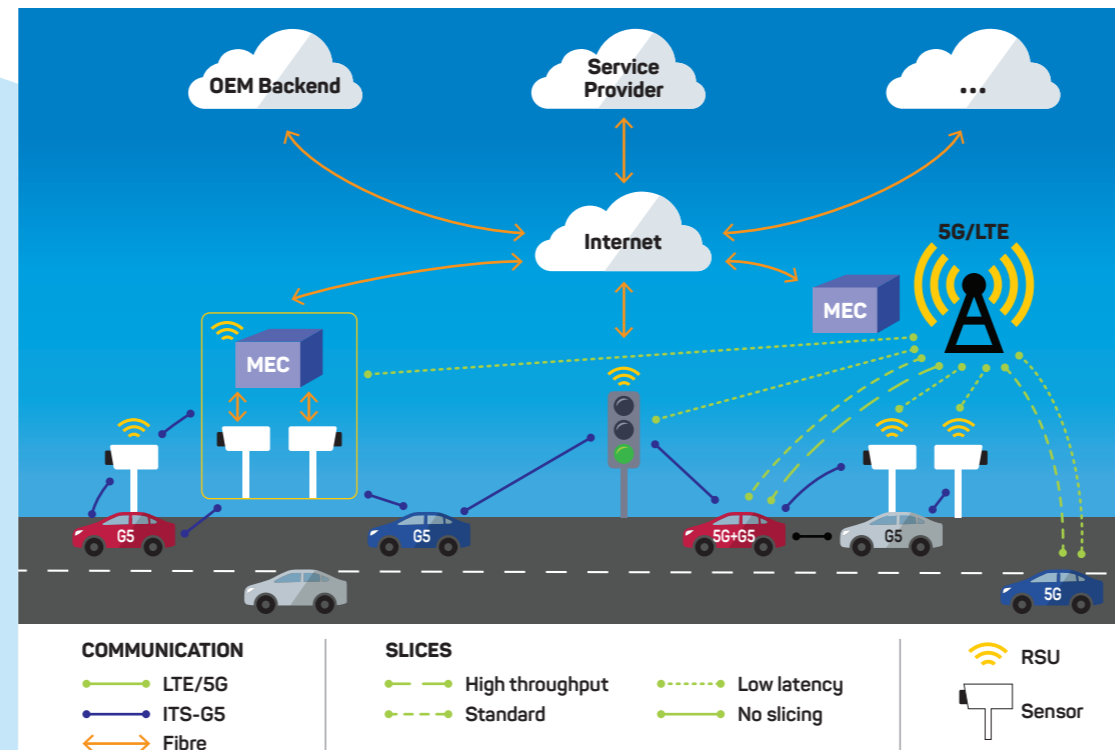 OEM Backend
Service
Provider
...
Internet
5G/LTE
MEC
MEC
G5
G5
5G+G5
G5
5G
COMMUNICATION
LTE/5G
ITS-G5
Fibre
SLICES
High throughput
Standard
Low latency
No slicing
RSU
Sensor